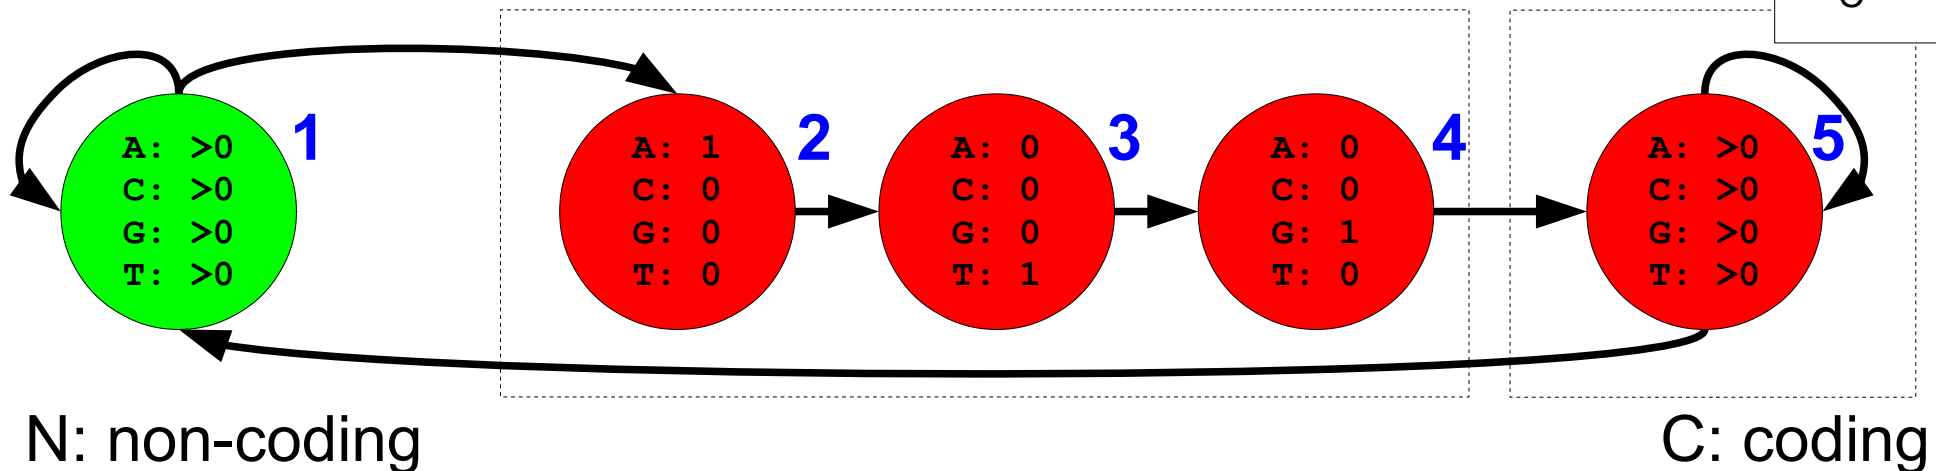 1
A: >0
C: >0
G: >0
T: >0
2
A: 1
C: 0
G: 0
T: 0
3
A: 0
C: 0
G: 0
T: 1
4
A: 0
C: 0
G: 1
T: 0
5
A: >0
C: >0
G: >0
T: >0
N: non-coding
C: coding